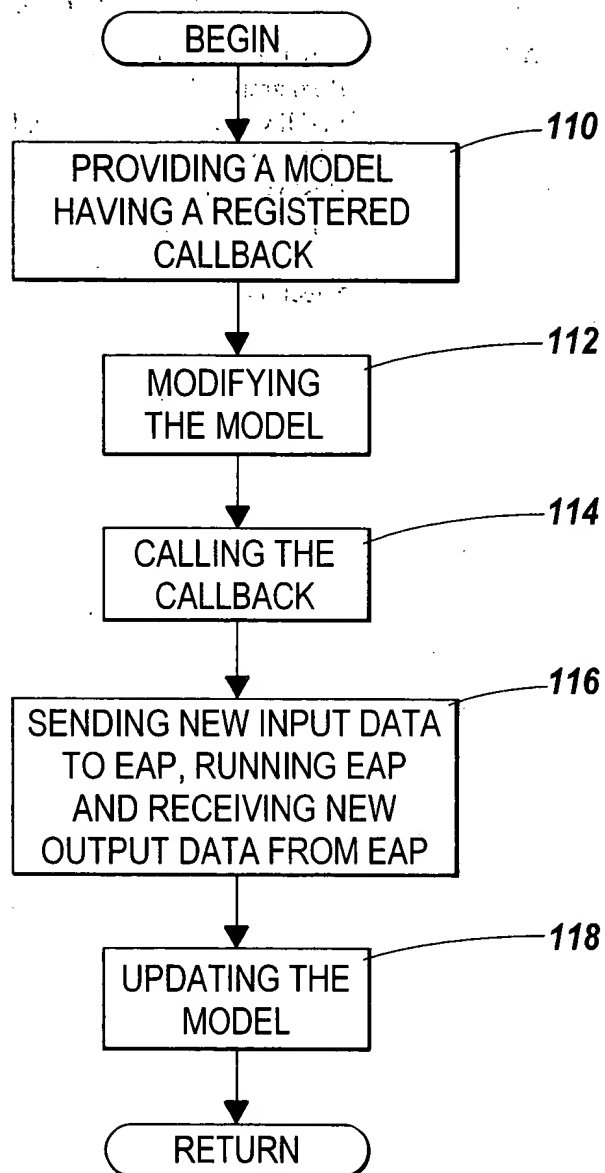 BEGIN
110
PROVIDING A MODEL
HAVING A REGISTERED
CALLBACK
112
MODIFYING
THE MODEL
114
CALLING THE
CALLBACK
116
SENDING NEW INPUT DATA
TO EAP, RUNNING EAP
AND RECEIVING NEW
OUTPUT DATA FROM EAP
118
UPDATING THE
MODEL
RETURN